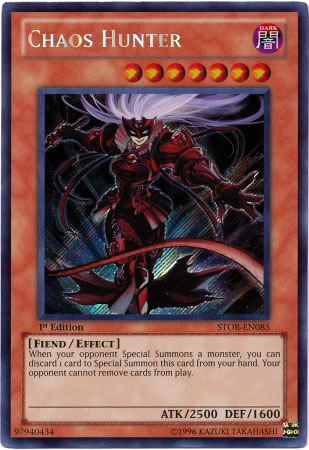 CHAOS HUNTER
DARK
闇
1st Edition
STOR-EN085
[FIEND / EFFECT]
When your opponent Special Summons a monster, you can
discard 1 card to Special Summon this card from your hand. Your
opponent cannot remove cards from play.
ATK/2500 DEF/1600
97940434
©1996 KAZUKI TAKAHASHI